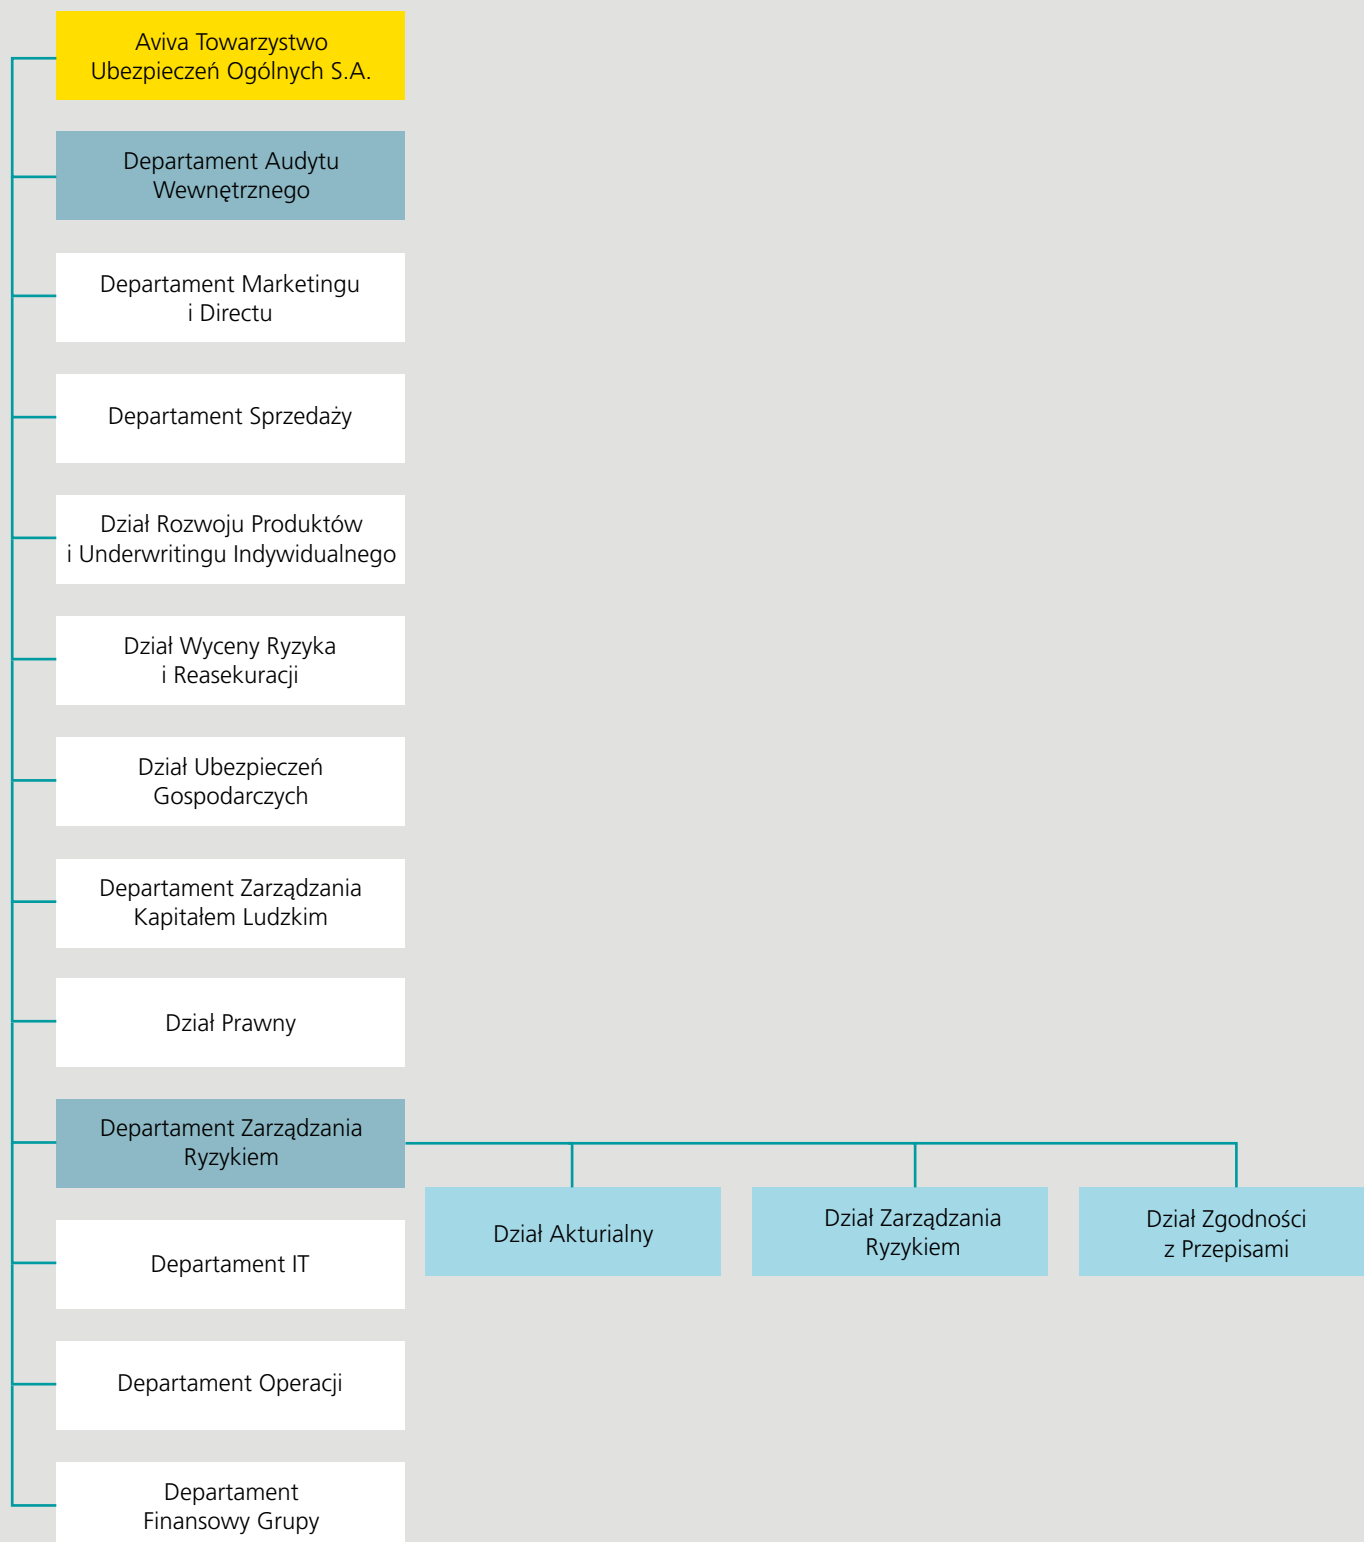 Aviva Towarzystwo
Ubezpieczeń Ogólnych S.A.
Departament Audytu
Wewnętrznego
Departament Marketingu
i Directu
Departament Sprzedaży
Dział Rozwoju Produktów
i Underwritingu Indywidualnego
Dział Wyceny Ryzyka
i Reasekuracji
Dział Ubezpieczeń
Gospodarczych
Departament Zarządzania
Kapitałem Ludzkim
Dział Prawny
Departament Zarządzania
Ryzykiem
Dział Akturialny
Dział Zarządzania
Ryzykiem
Dział Zgodności
z Przepisami
Departament IT
Departament Operacji
Departament
Finansowy Grupy